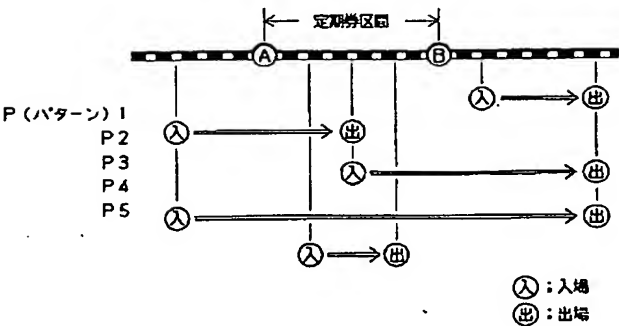 定期券区間
A B
P(パターン)1 入 出
P2 入 出
P3 入 出
P4
P5 入 出
入 出
入 ; 入場
出 ; 出場